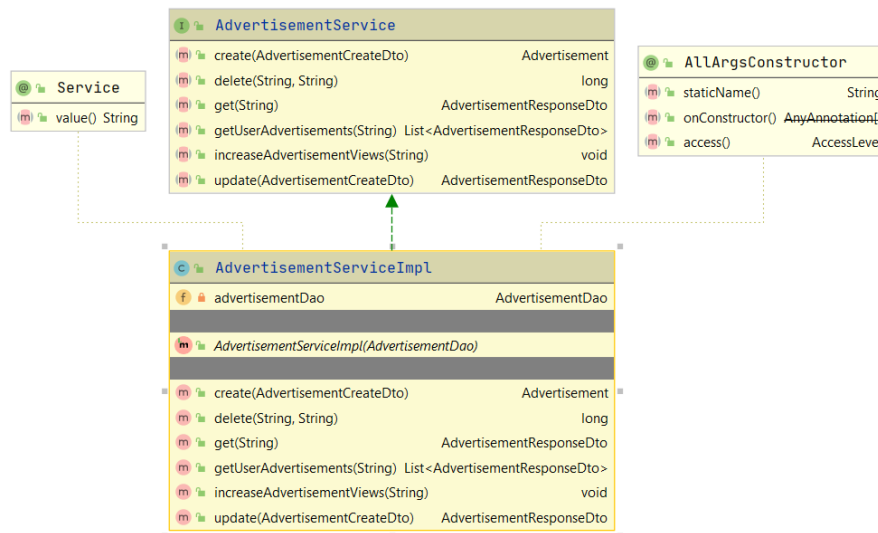 AdvertisementService
create(AdvertisementCreateDto) Advertisement
delete(String, String) long
get(String) AdvertisementResponseDto
getUserAdvertisements(String) List<AdvertisementResponseDto>
increaseAdvertisementViews(String) void
update(AdvertisementCreateDto) AdvertisementResponseDto
Service
value() String
AllArgsConstructor
staticName() String
onConstructor() AnyAnnotation[
access() AccessLeve
AdvertisementServiceImpl
advertisementDao AdvertisementDao
AdvertisementServiceImpl(AdvertisementDao)
create(AdvertisementCreateDto) Advertisement
delete(String, String) long
get(String) AdvertisementResponseDto
getUserAdvertisements(String) List<AdvertisementResponseDto>
increaseAdvertisementViews(String) void
update(AdvertisementCreateDto) AdvertisementResponseDto